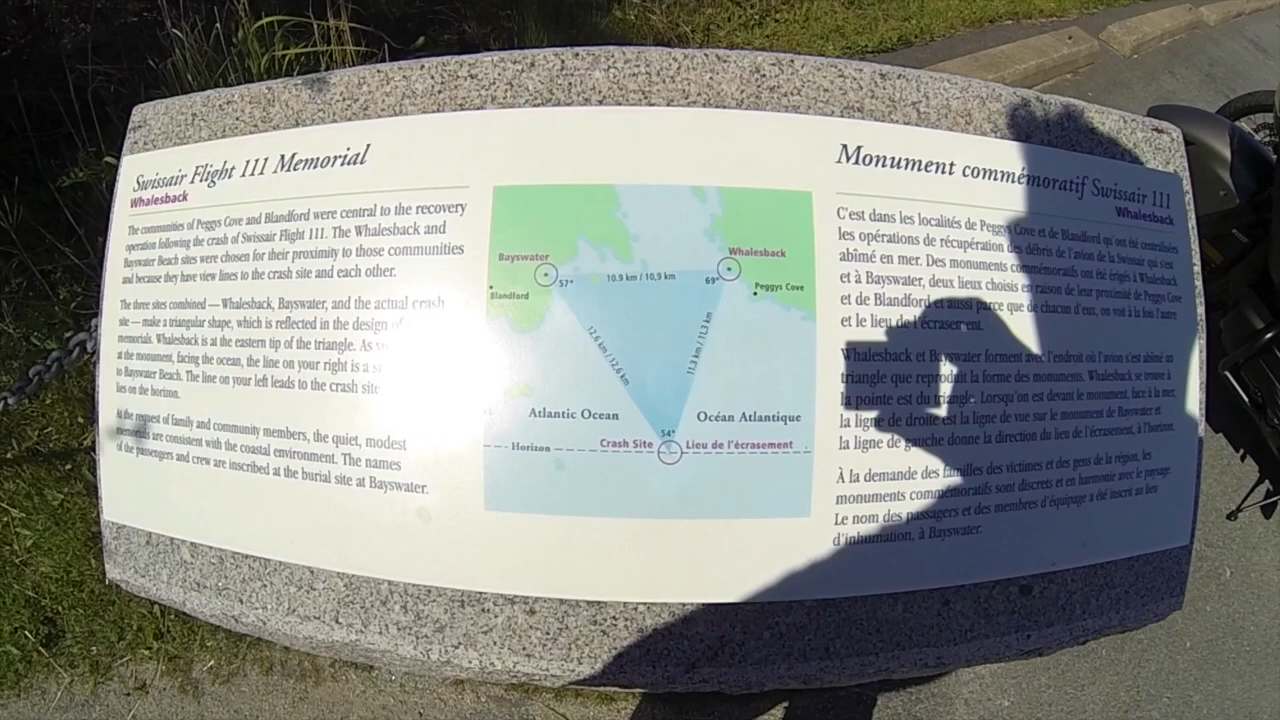 Swissair Flight 111 Memorial
Whalesback
The communities of Peggys Cove and Blandford were central to the recovery
operation following the crash of Swissair Flight 111. The Whalesback and
Bayswater Beach sites were chosen for their proximity to those communities
and because they have view lines to the crash site and each other.
The three sites combined — Whalesback, Bayswater, and the actual crash
site — make a triangular shape, which is reflected in the design of
memorials. Whalesback is at the eastern tip of the triangle. As
at the monument, facing the ocean, the line on your right is a
to Bayswater Beach. The line on your left leads to the crash site
lies on the horizon.
At the request of family and community members, the quiet, modest
memorials are consistent with the coastal environment. The names
of the passengers and crew are inscribed at the burial site at Bayswater.
Bayswater
57°
Blandford
10.9 km / 10,9 km
Whalesback
69°
Peggys Cove
12.6 km / 12,6 km
11.3 km / 11,3 km
Atlantic Ocean
Océan Atlantique
54°
Horizon
Crash Site
Lieu de l'écrasement
Monument commémoratif Swissair 111
Whalesback
C'est dans les localités de Peggys Cove et de Blandford qu'ont été centralisées
les opérations de récupération des débris de l'avion de la Swissair qui s'est
abîmé en mer. Des monuments commémoratifs ont été érigés à Whalesback
et à Bayswater, deux lieux choisis en raison de leur proximité de Peggys Cove
et de Blandford et aussi parce que de chacun d'eux, on voit à la fois l'autre
et le lieu de l'écrasement.
Whalesback et Bayswater forment avec l'endroit où l'avion s'est abîmé un
triangle que reproduit la forme des monuments. Whalesback se trouve à
la pointe est du triangle. Lorsqu'on est devant le monument, face à la mer,
la ligne de droite est la ligne de vue sur le monument de Bayswater et
la ligne de gauche donne la direction du lieu de l'écrasement, à l'horizon.
À la demande des familles des victimes et des gens de la région, les
monuments commémoratifs sont discrets et en harmonie avec le paysage.
Le nom des passagers et des membres d'équipage a été inscrit au lieu
d'inhumation, à Bayswater.